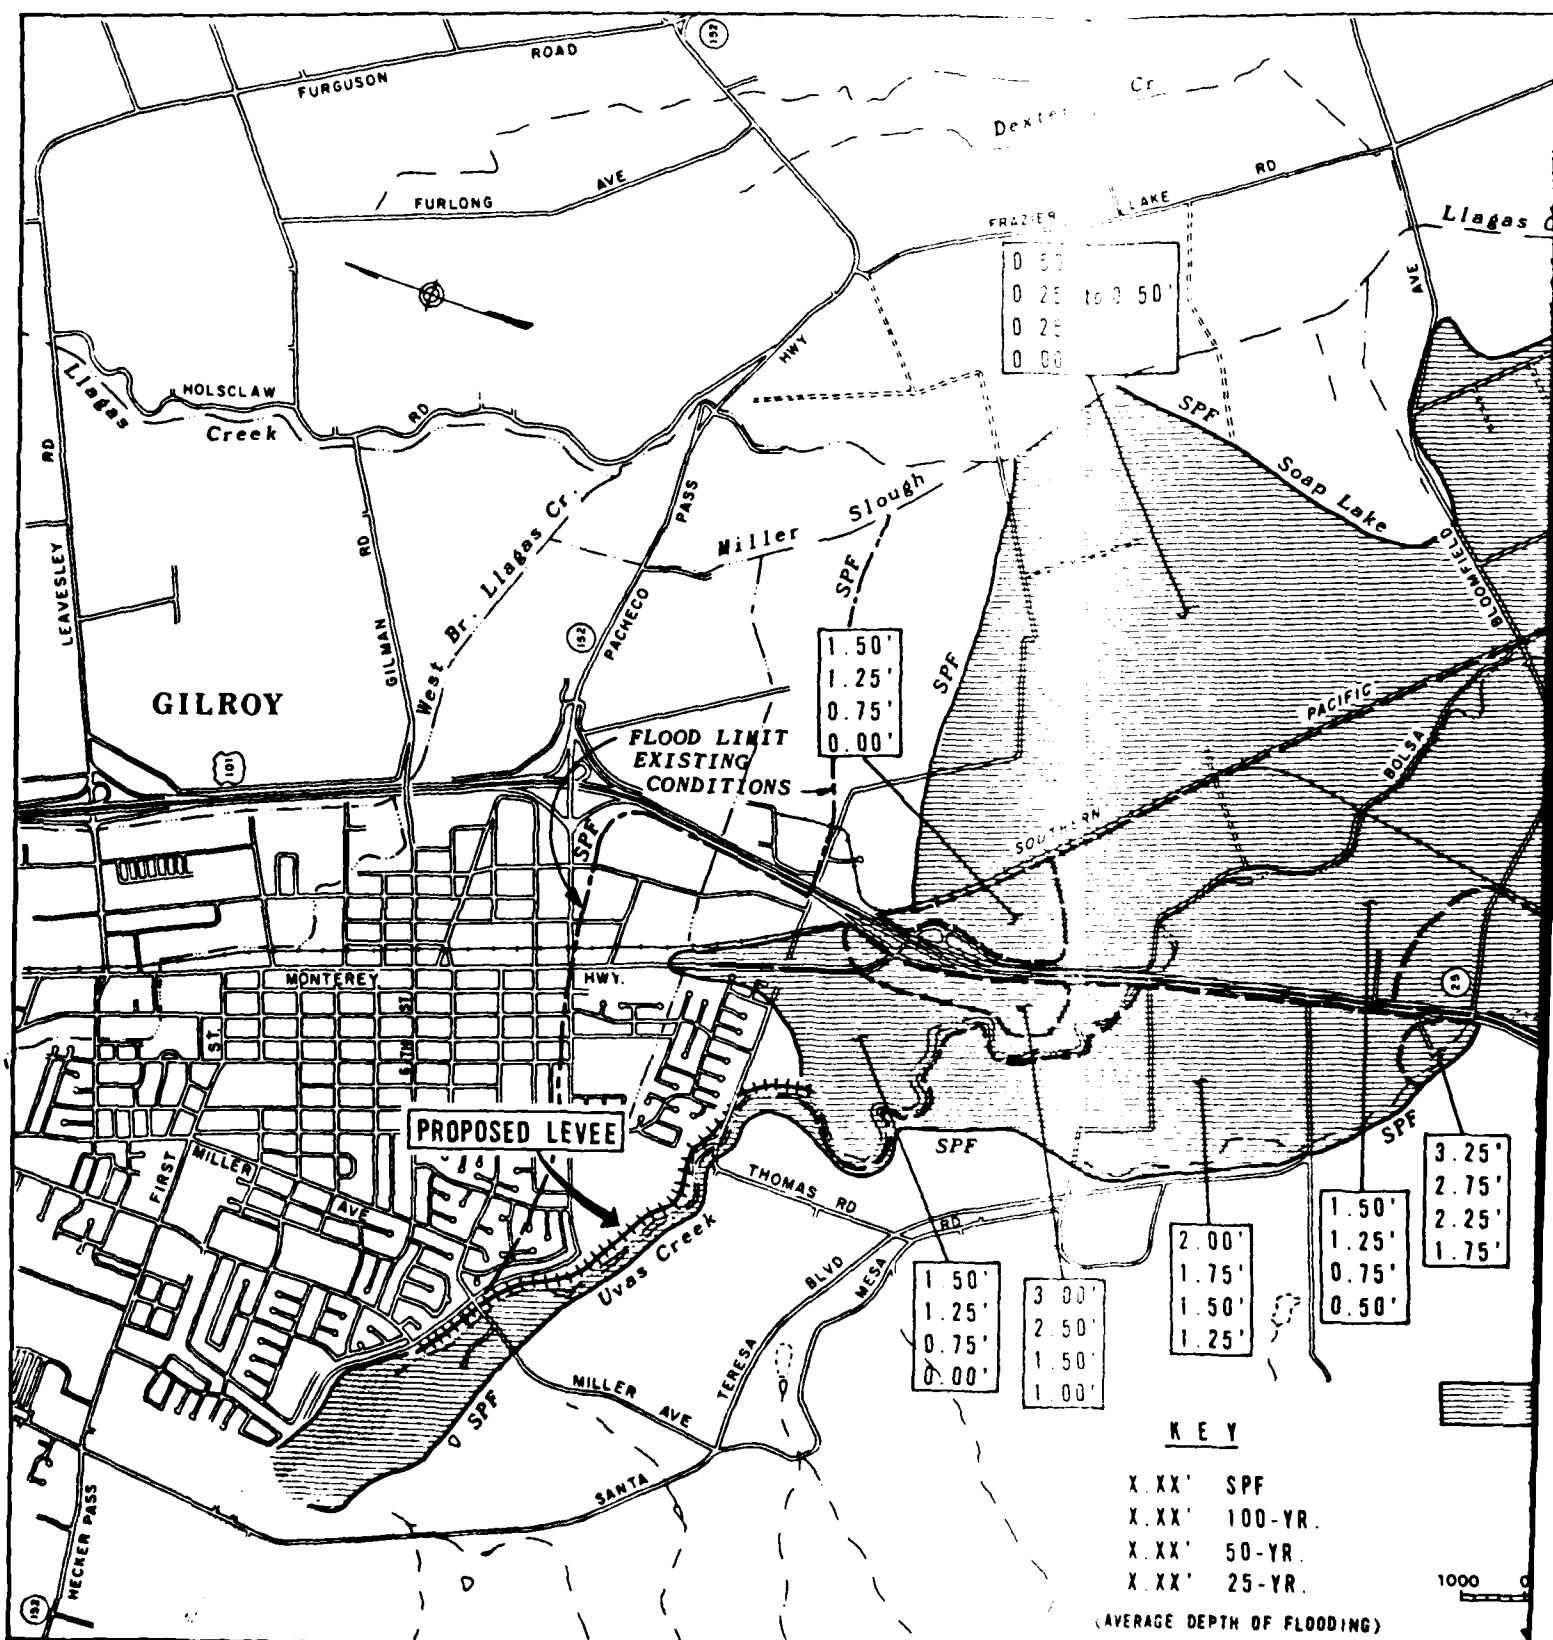 152
ROAD
FURGUSON
Cr
FURLONG
AVE
FRAZIER
LAKE
RD
Llagas
AVE
0.25 to 0.50'
HWY
Llagas
HOLSCLAW
RD
Creek
SPF
RD
Soap Lake
PASS
Slough
Miller
West Br. Llagas Cr.
RD
SPF
BLOOMFIELD
LEAVESLEY
PACHECO
152
GILMAN
1.50'
1.25'
0.75'
0.00'
SPF
GILROY
PACIFIC
FLOOD LIMIT
EXISTING
CONDITIONS
BOLSA
101
SOUTHERN
SPF
MONTEREY
HWY.
25
ST.
ST.
PROPOSED LEVEE
SPF
SPF
FIRST
MILLER
AVE
THOMAS RD
RD
Uvas Creek
BLVD
MESA
3.25'
2.75'
2.25'
1.75'
1.50'
1.25'
0.75'
0.50'
2.00'
1.75'
1.50'
1.25'
1.50'
1.25'
0.75'
0.00'
3.00'
2.50'
1.50'
1.00'
TERESA
MILLER
AVE
SPF
SANTA
KEY
X.XX' SPF
X.XX' 100-YR.
X.XX' 50-YR.
X.XX' 25-YR.
(AVERAGE DEPTH OF FLOODING)
1000 0
HECKER PASS
152